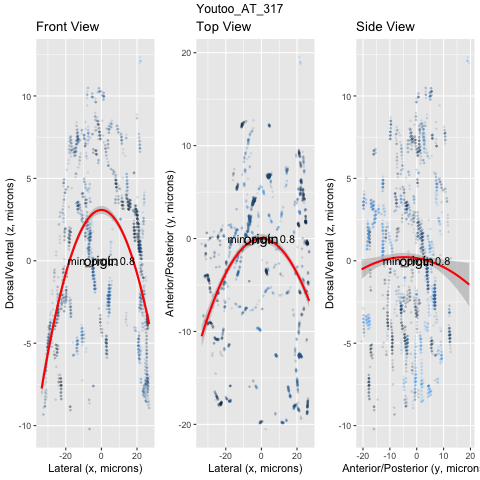 Youtoo_AT_317
Front View
Top View
Side View
Dorsal/Ventral (z, microns)
10
5
0
-5
-10
-20
0
20
Lateral (x, microns)
Anterior/Posterior (y, microns)
20
10
0
-10
-20
-20
0
20
Lateral (x, microns)
Dorsal/Ventral (z, microns)
10
5
0
-5
-10
-20
-10
0
10
20
Anterior/Posterior (y, micron